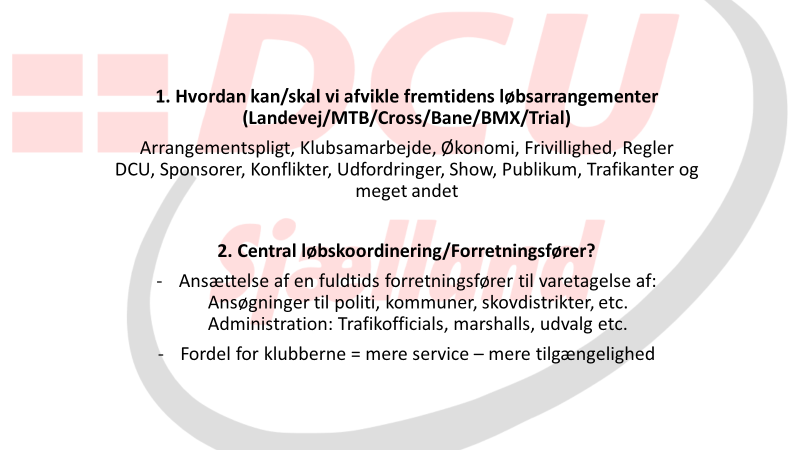 DCU
Sjælland
1. Hvordan kan/skal vi afvikle fremtidens løbsarrangementer
(Landevej/MTB/Cross/Bane/BMX/Trial)
Arrangementspligt, Klubsamarbejde, Økonomi, Frivillighed, Regler
DCU, Sponsorer, Konflikter, Udfordringer, Show, Publikum, Trafikanter og
meget andet
2. Central løbskoordinering/Forretningsfører?
- Ansættelse af en fuldtids forretningsfører til varetagelse af:
Ansøgninger til politi, kommuner, skovdistrikter, etc.
Administration: Trafikofficials, marshalls, udvalg etc.
- Fordel for klubberne = mere service – mere tilgængelighed